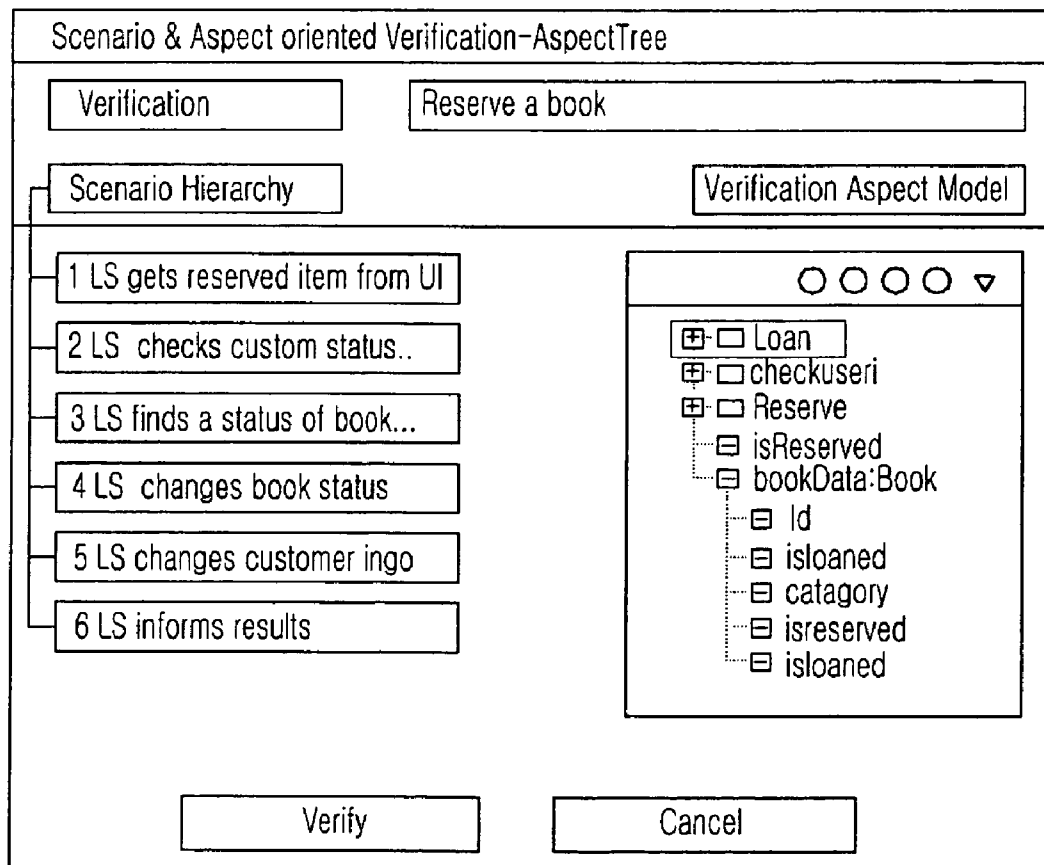 Scenario & Aspect oriented Verification-AspectTree
Verification
Reserve a book
Scenario Hierarchy
Verification Aspect Model
1 LS gets reserved item from UI
2 LS checks custom status..
3 LS finds a status of book...
4 LS changes book status
5 LS changes customer ingo
6 LS informs results
Loan
checkuseri
Reserve
isReserved
bookData:Book
Id
isloaned
catagory
isreserved
isloaned
Verify
Cancel